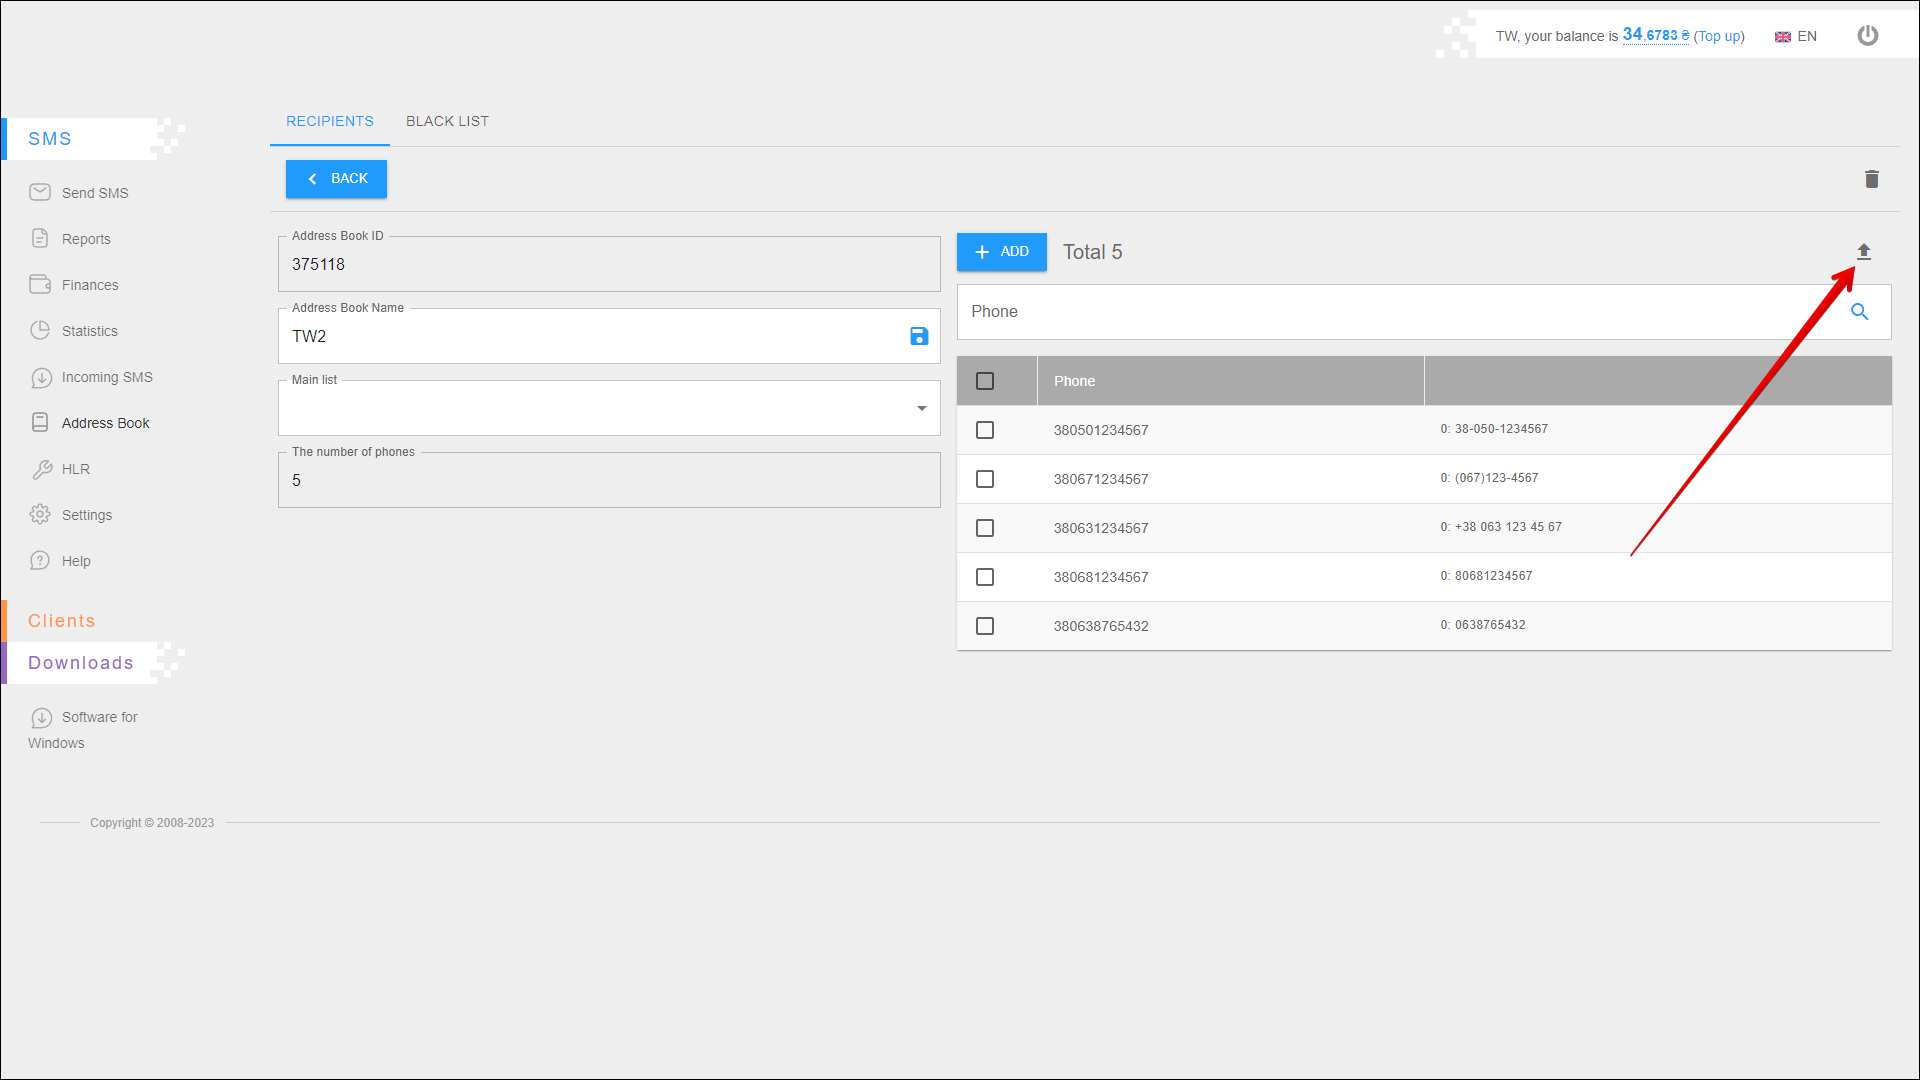 TW, your balance is 34,6783 ₴ (Top up)
EN
RECIPIENTS
BLACK LIST
SMS
BACK
Send SMS
Reports
Finances
Statistics
Incoming SMS
Address Book
HLR
Settings
Help
Clients
Downloads
Software for
Windows
Address Book ID
375118
Address Book Name
TW2
Main list
The number of phones
5
ADD
Total 5
Phone
Phone
380501234567
0: 38-050-1234567
380671234567
0: (067)123-4567
380631234567
0: +38 063 123 45 67
380681234567
0: 80681234567
380638765432
0: 0638765432
Copyright © 2008-2023